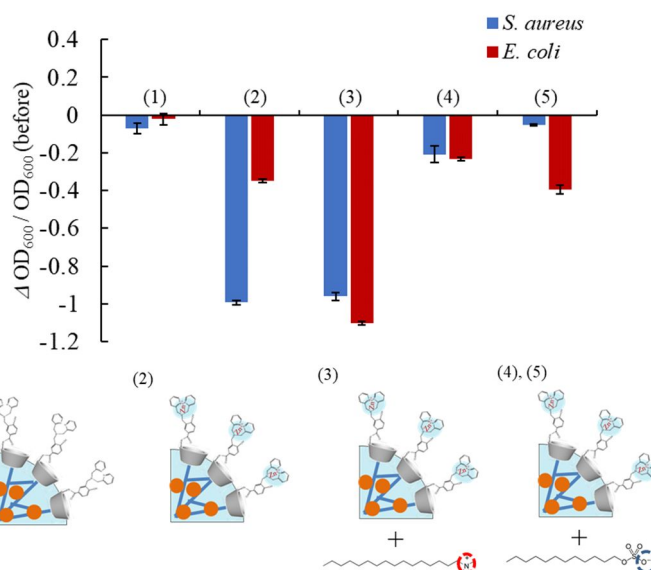 S. aureus
E. coli
0.4
0.2
0
-0.2
-0.4
-0.6
-0.8
-1
-1.2
Δ OD600 / OD600 (before)
(1)
(2)
(3)
(4)
(5)
(2)
(3)
(4), (5)
+
+
N
O
O
O
S